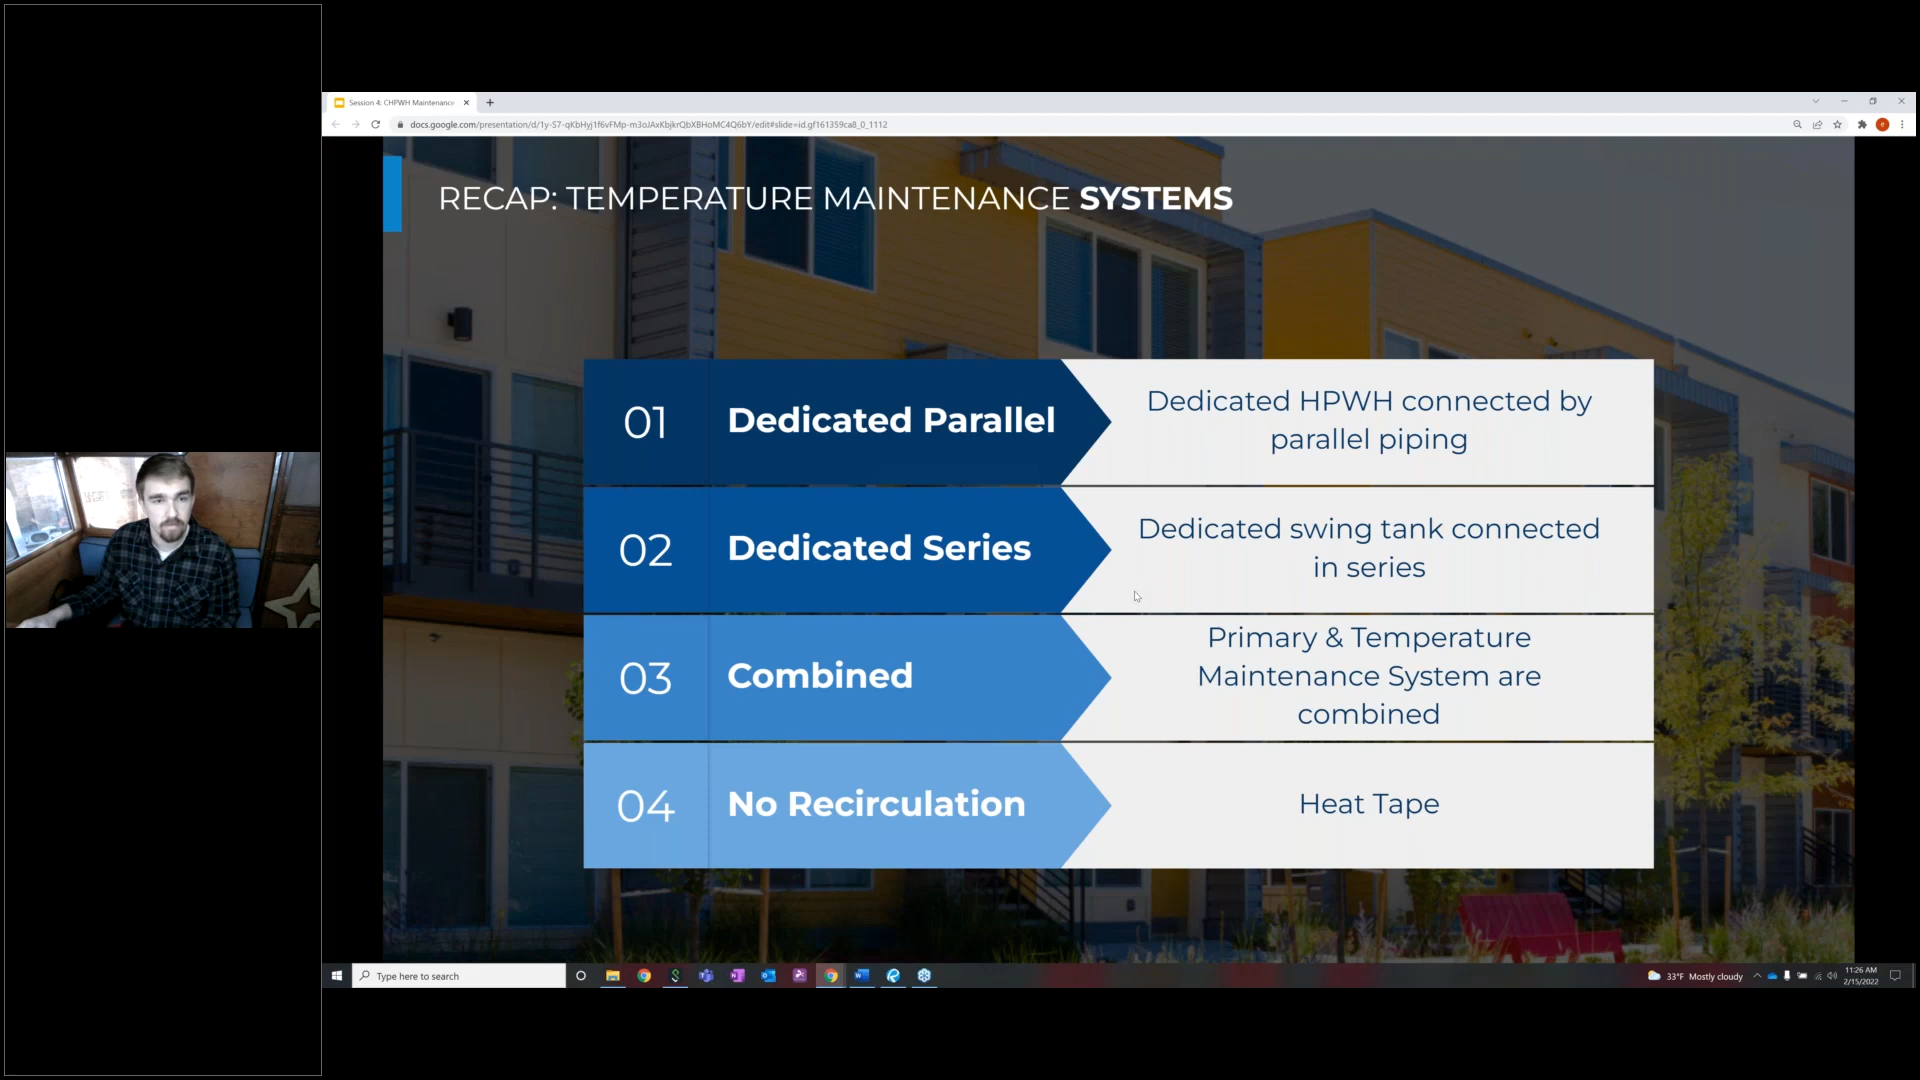 Session 4: CHPWH Maintenance
docs.google.com/presentation/d/1y-S7-qKbHyj1f6vFMp-m3oJAxKbjkrQbXBHoMC4Q6bY/edit#slide=id.gf161359ca8_0_1112
RECAP: TEMPERATURE MAINTENANCE SYSTEMS
01
Dedicated Parallel
Dedicated HPWH connected by
parallel piping
02
Dedicated Series
Dedicated swing tank connected
in series
03
Combined
Primary & Temperature
Maintenance System are
combined
04
No Recirculation
Heat Tape
Type here to search
33°F Mostly cloudy
11:26 AM
2/15/2022